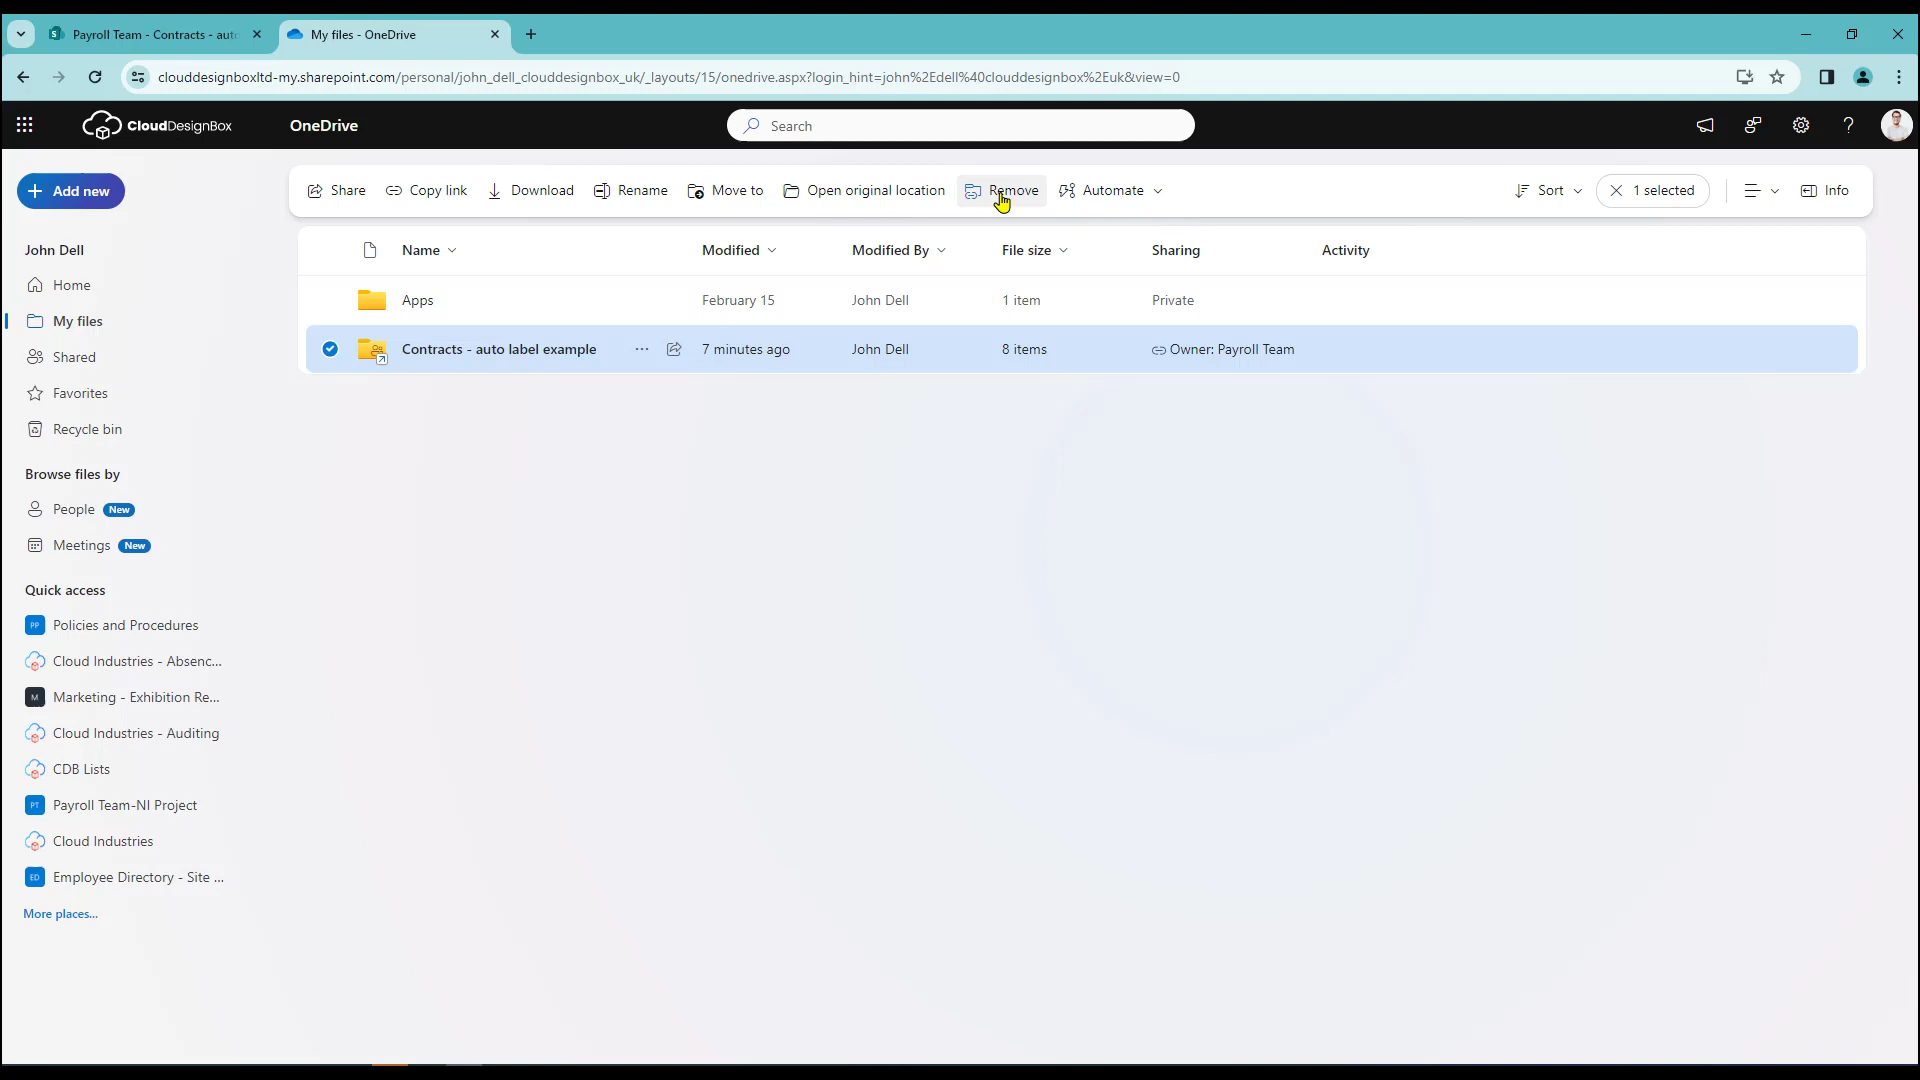 Payroll Team - Contracts - auto
My files - OneDrive
clouddesignboxltd-my.sharepoint.com/personal/john_dell_clouddesignbox_uk/_layouts/15/onedrive.aspx?login_hint=john%2Edell%40clouddesignbox%2Euk&view=0
CloudDesignBox
OneDrive
Search
Add new
Share
Copy link
Download
Rename
Move to
Open original location
Remove
Automate
Sort
1 selected
Info
John Dell
Home
My files
Shared
Favorites
Recycle bin
Browse files by
People New
Meetings New
Quick access
PP Policies and Procedures
Cloud Industries - Absenc...
M Marketing - Exhibition Re...
Cloud Industries - Auditing
CDB Lists
PT Payroll Team-NI Project
Cloud Industries
ED Employee Directory - Site ...
More places...
Name Modified Modified By File size Sharing Activity
Apps February 15 John Dell 1 item Private
Contracts - auto label example 7 minutes ago John Dell 8 items Owner: Payroll Team